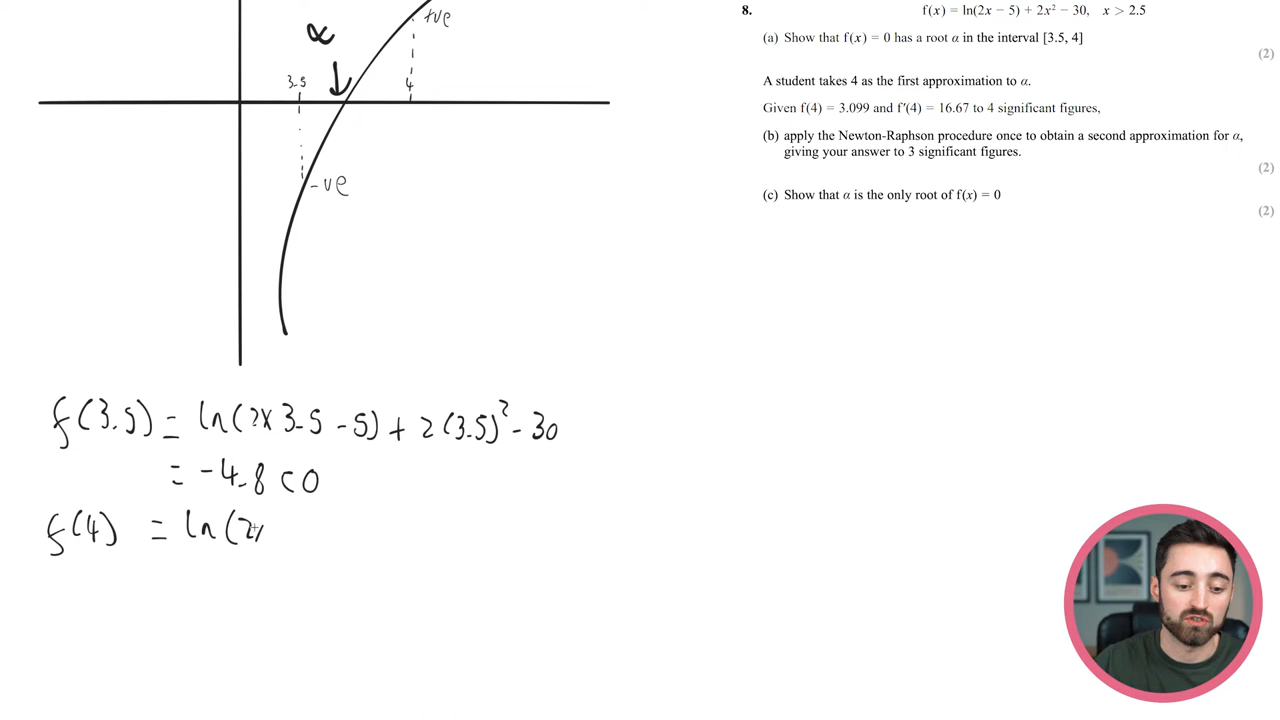 +ve
α
3.5
4
-ve
f(3.5) = ln(2x 3.5 - 5) + 2(3.5)² - 30
= -4.8 < 0
f(4) = ln(2x
8.
f(x) = ln(2x − 5) + 2x² − 30, x > 2.5
(a) Show that f(x) = 0 has a root α in the interval [3.5, 4]
(2)
A student takes 4 as the first approximation to α.
Given f(4) = 3.099 and f′(4) = 16.67 to 4 significant figures,
(b) apply the Newton-Raphson procedure once to obtain a second approximation for α,
giving your answer to 3 significant figures.
(2)
(c) Show that α is the only root of f(x) = 0
(2)